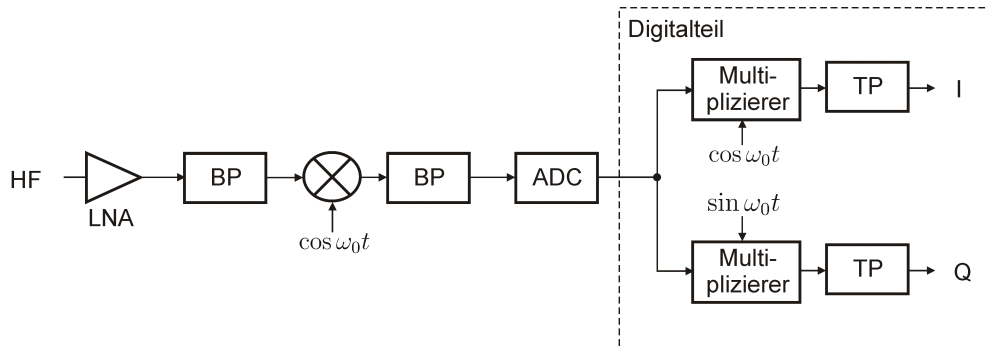 Digitalteil
Multi-
plizierer
TP
I
cos ω₀t
HF
LNA
BP
cos ω₀t
BP
ADC
sin ω₀t
Multi-
plizierer
TP
Q